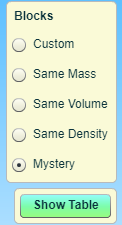 Blocks
Custom
Same Mass
Same Volume
Same Density
Mystery
Show Table